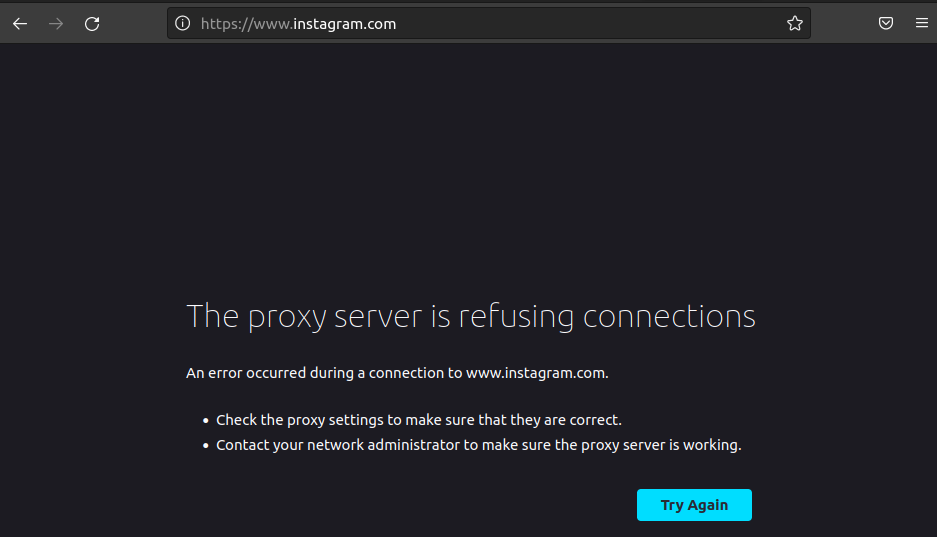 https://www.instagram.com
The proxy server is refusing connections
An error occurred during a connection to www.instagram.com.
• Check the proxy settings to make sure that they are correct.
• Contact your network administrator to make sure the proxy server is working.
Try Again